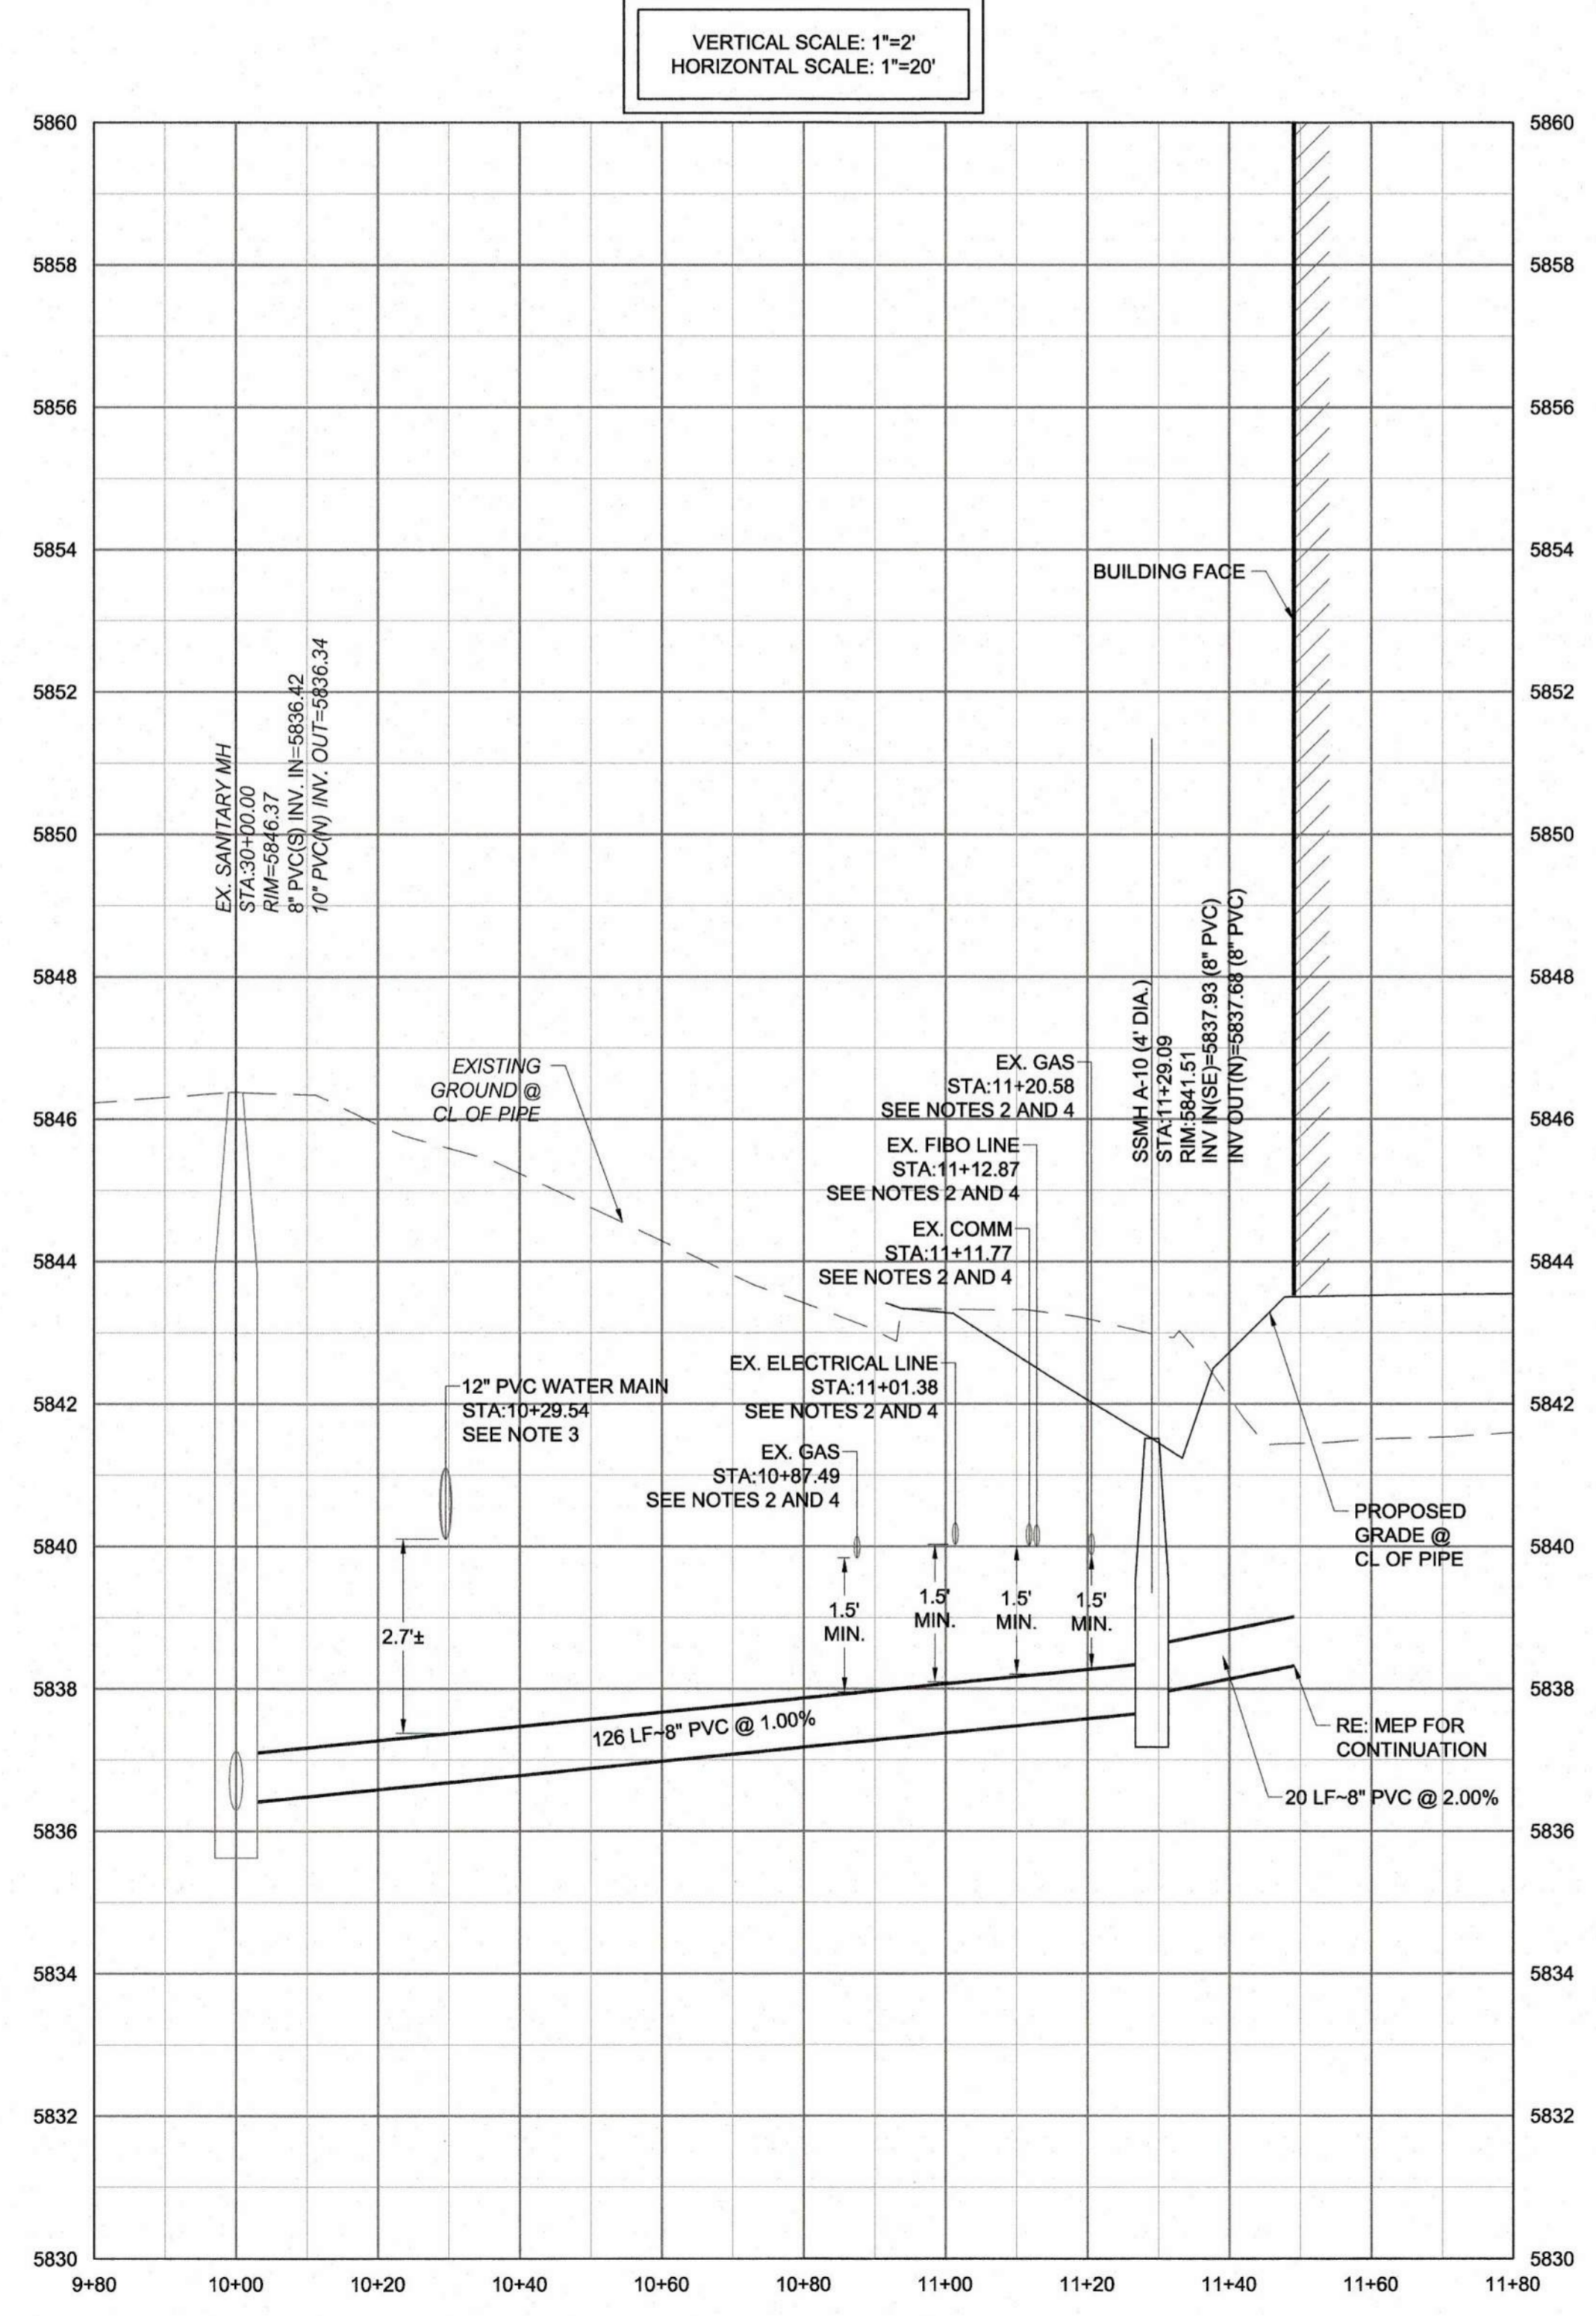 VERTICAL SCALE: 1"=2'
HORIZONTAL SCALE: 1"=20'
5860
5860
5858
5858
5856
5856
5854
5854
BUILDING FACE
5852
5852
EX. SANITARY MH
STA:30+00.00
RIM=5846.37
8" PVC(S) INV. IN=5836.42
10" PVC(N) INV. OUT=5836.34
5850
5850
5848
5848
SSMH A-10 (4' DIA.)
STA:11+29.09
RIM:5841.51
INV IN(SE)=5837.93 (8" PVC)
INV OUT(N)=5837.68 (8" PVC)
EXISTING
GROUND @
CL OF PIPE
EX. GAS
STA:11+20.58
SEE NOTES 2 AND 4
5846
5846
EX. FIBO LINE
STA:11+12.87
SEE NOTES 2 AND 4
EX. COMM
STA:11+11.77
SEE NOTES 2 AND 4
5844
5844
EX. ELECTRICAL LINE
STA:11+01.38
SEE NOTES 2 AND 4
12" PVC WATER MAIN
STA:10+29.54
SEE NOTE 3
5842
5842
EX. GAS
STA:10+87.49
SEE NOTES 2 AND 4
PROPOSED
GRADE @
CL OF PIPE
5840
5840
1.5'
MIN.
1.5'
MIN.
1.5'
MIN.
1.5'
MIN.
2.7'±
5838
5838
126 LF~8" PVC @ 1.00%
RE: MEP FOR
CONTINUATION
20 LF~8" PVC @ 2.00%
5836
5836
5834
5834
5832
5832
5830
5830
9+80
10+00
10+20
10+40
10+60
10+80
11+00
11+20
11+40
11+60
11+80